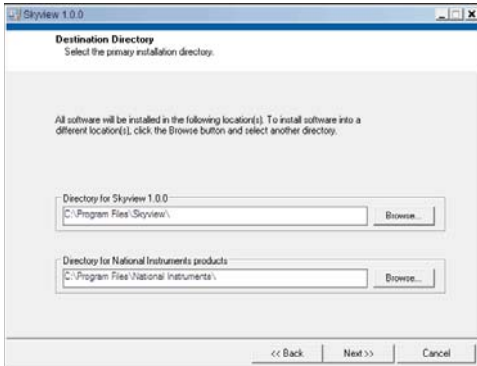 Skyview 1.0.0
Destination Directory
Select the primary installation directory.
All software will be installed in the following location(s). To install software into a
different location(s), click the Browse button and select another directory.
Directory for Skyview 1.0.0
C:\Program Files\Skyview\
Browse...
Directory for National Instruments products
C:\Program Files\National Instruments\
Browse...
<< Back
Next >>
Cancel